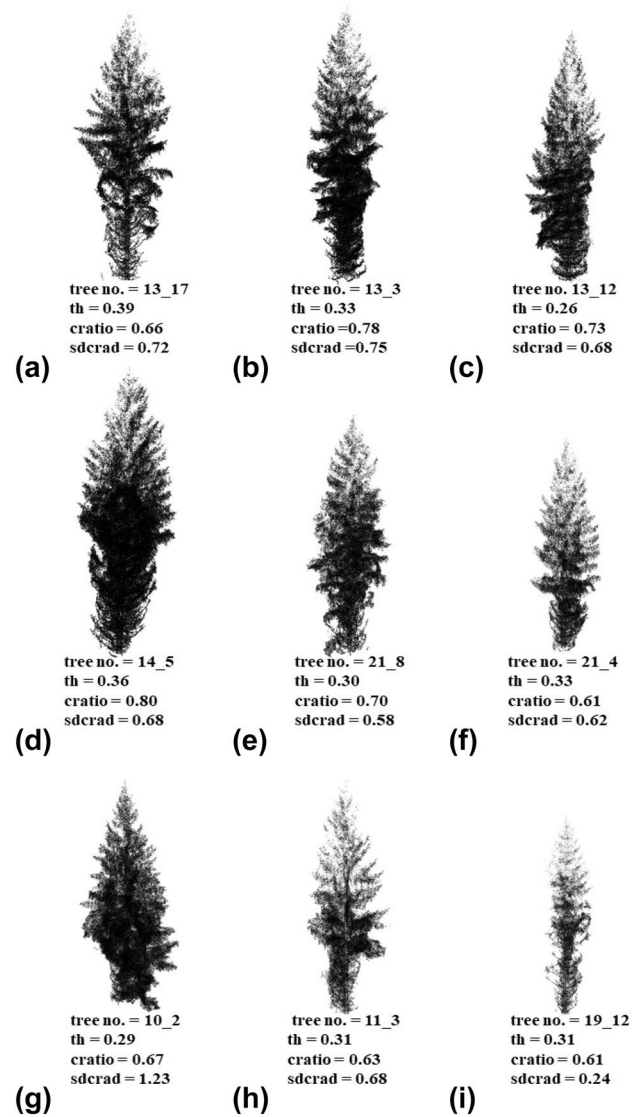 tree no. = 13_17
th = 0.39
cratio = 0.66
sdcrad = 0.72
(a)
tree no. = 13_3
th = 0.33
cratio =0.78
sdcrad =0.75
(b)
tree no. 13_12
th = 0.26
cratio = 0.73
sdcrad = 0.68
(c)
tree no. = 14_5
th = 0.36
cratio = 0.80
sdcrad = 0.68
(d)
tree no. = 21_8
th = 0.30
cratio = 0.70
sdcrad = 0.58
(e)
tree no. = 21_4
th = 0.33
cratio = 0.61
sdcrad = 0.62
(f)
tree no. = 10_2
th = 0.29
cratio = 0.67
sdcrad = 1.23
(g)
tree no. = 11_3
th = 0.31
cratio = 0.63
sdcrad = 0.68
(h)
tree no. = 19_12
th = 0.31
cratio = 0.61
sdcrad = 0.24
(i)